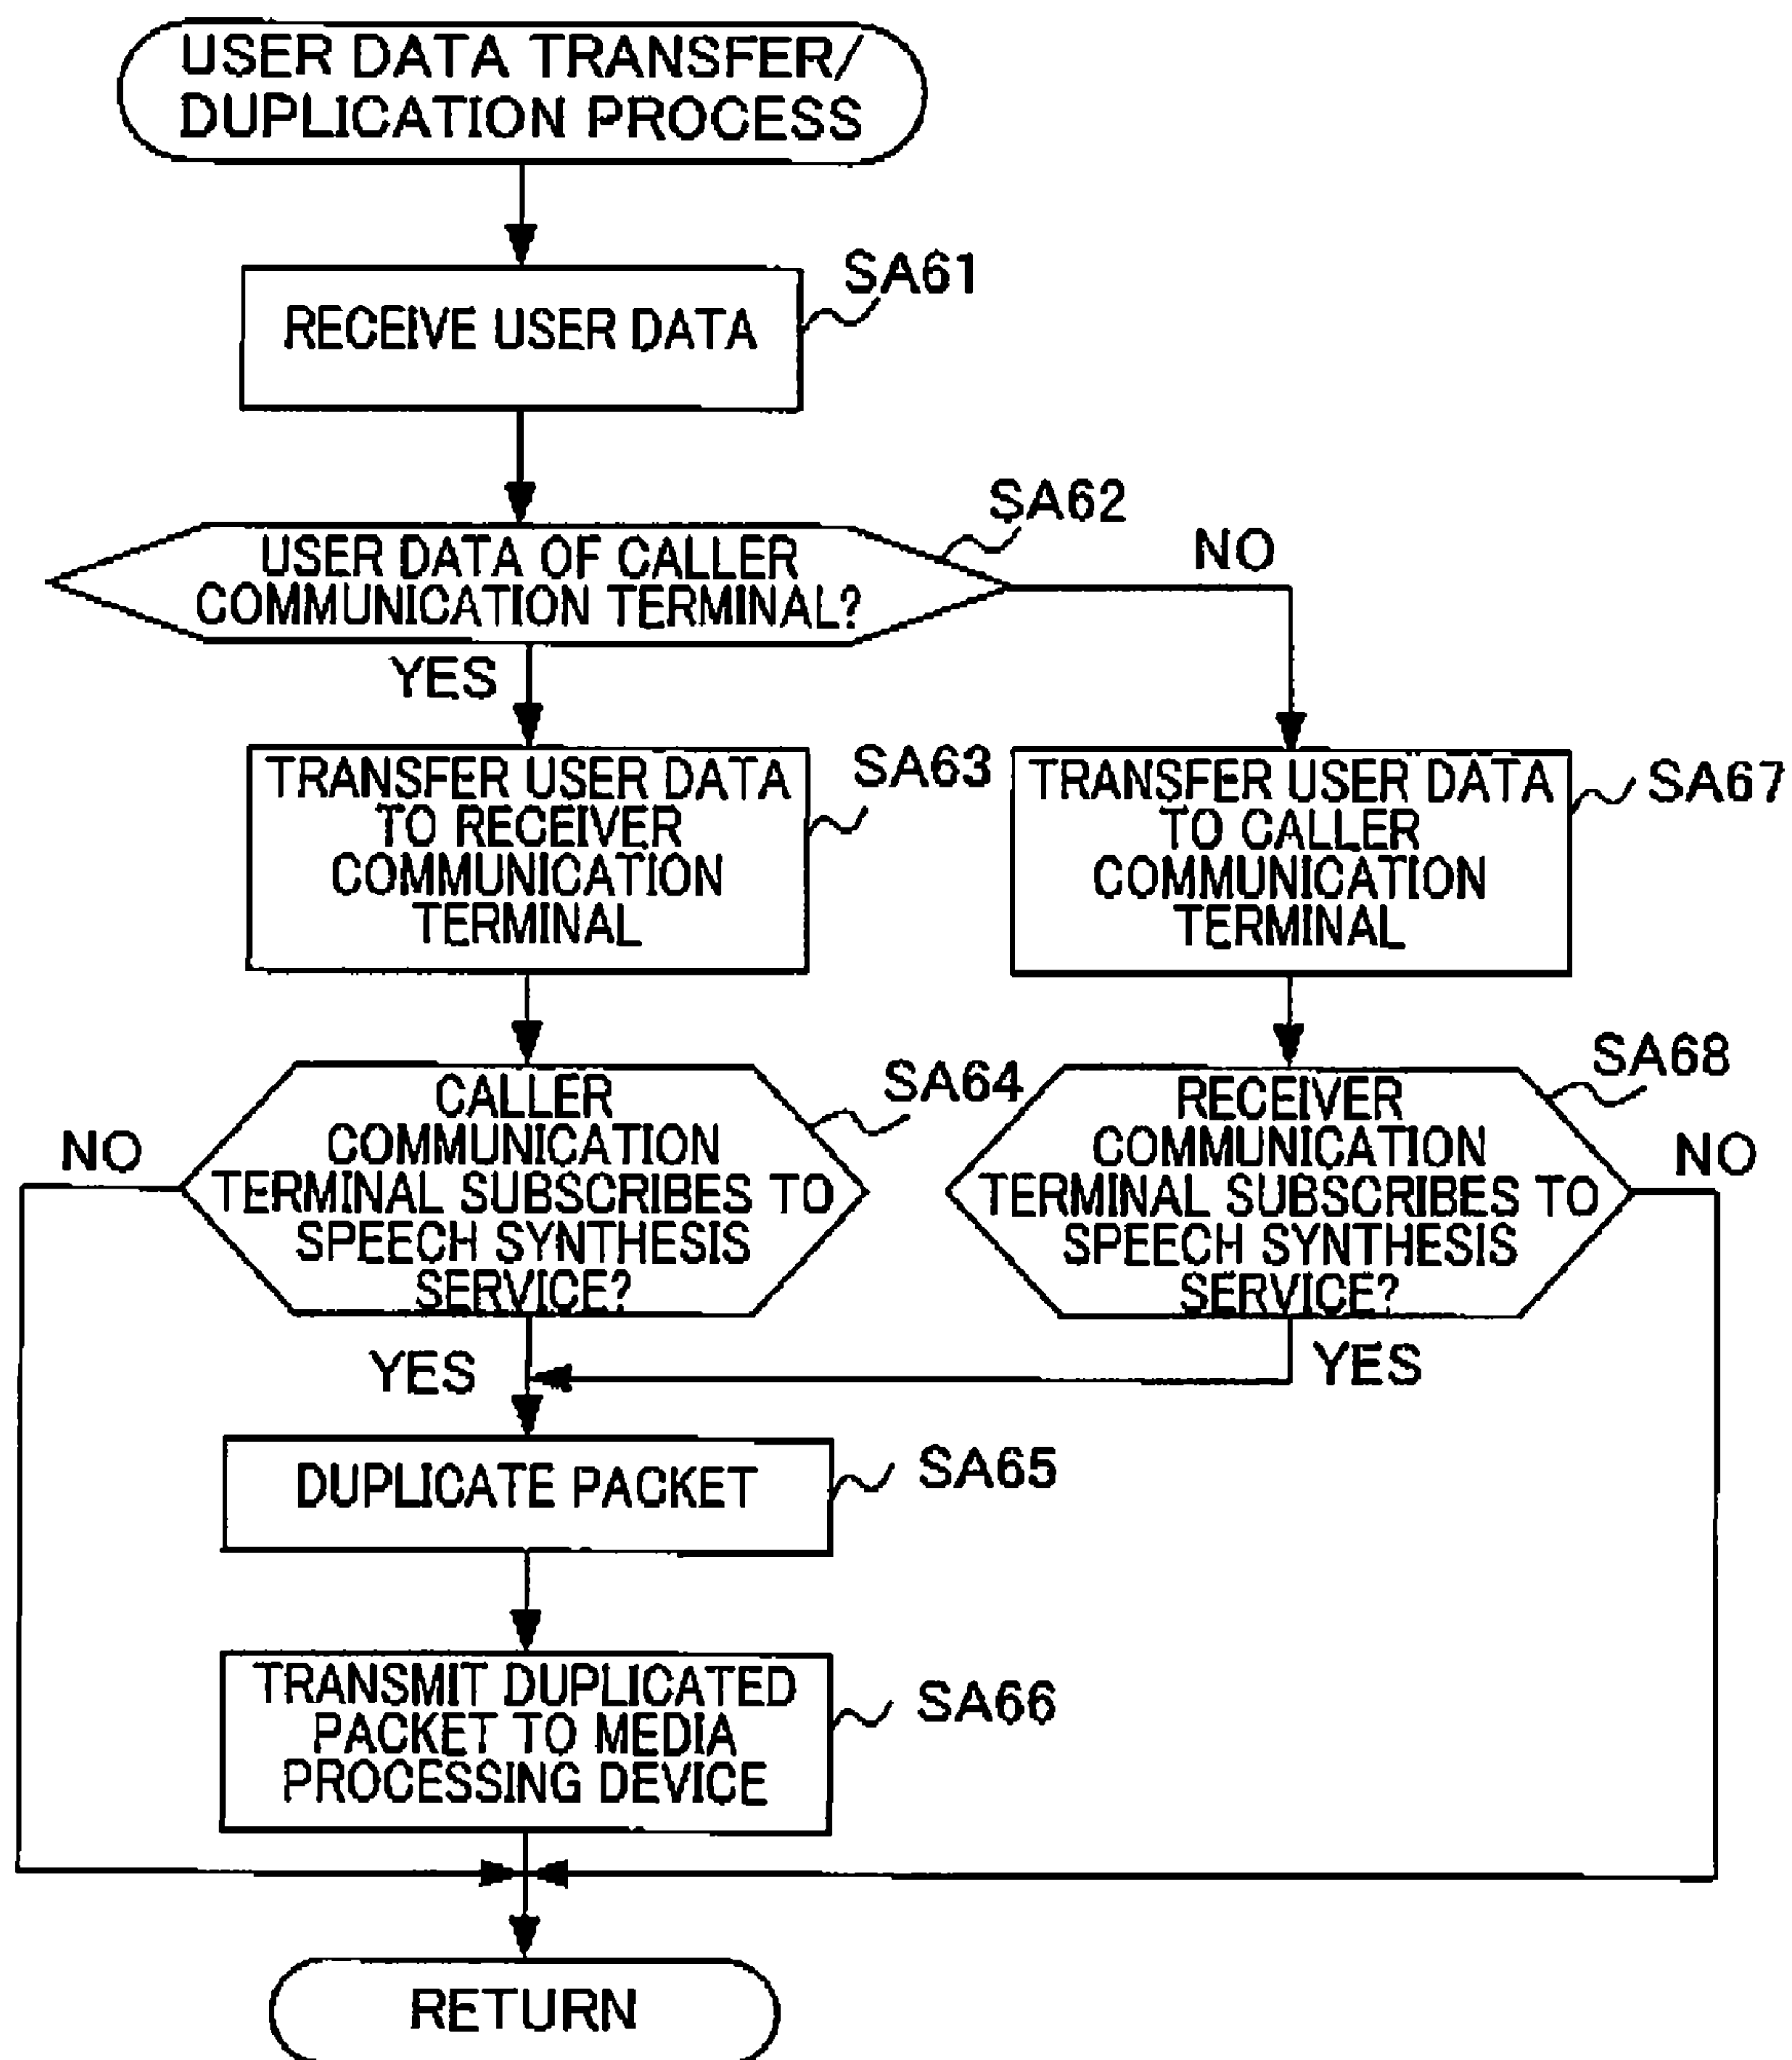 USER DATA TRANSFER/
DUPLICATION PROCESS
SA61
RECEIVE USER DATA
SA62
USER DATA OF CALLER
COMMUNICATION TERMINAL?
NO
YES
SA63
TRANSFER USER DATA
TO RECEIVER
COMMUNICATION
TERMINAL
SA67
TRANSFER USER DATA
TO CALLER
COMMUNICATION
TERMINAL
SA64
CALLER
COMMUNICATION
TERMINAL SUBSCRIBES TO
SPEECH SYNTHESIS
SERVICE?
NO
YES
SA68
RECEIVER
COMMUNICATION
TERMINAL SUBSCRIBES TO
SPEECH SYNTHESIS
SERVICE?
NO
YES
SA65
DUPLICATE PACKET
SA66
TRANSMIT DUPLICATED
PACKET TO MEDIA
PROCESSING DEVICE
RETURN